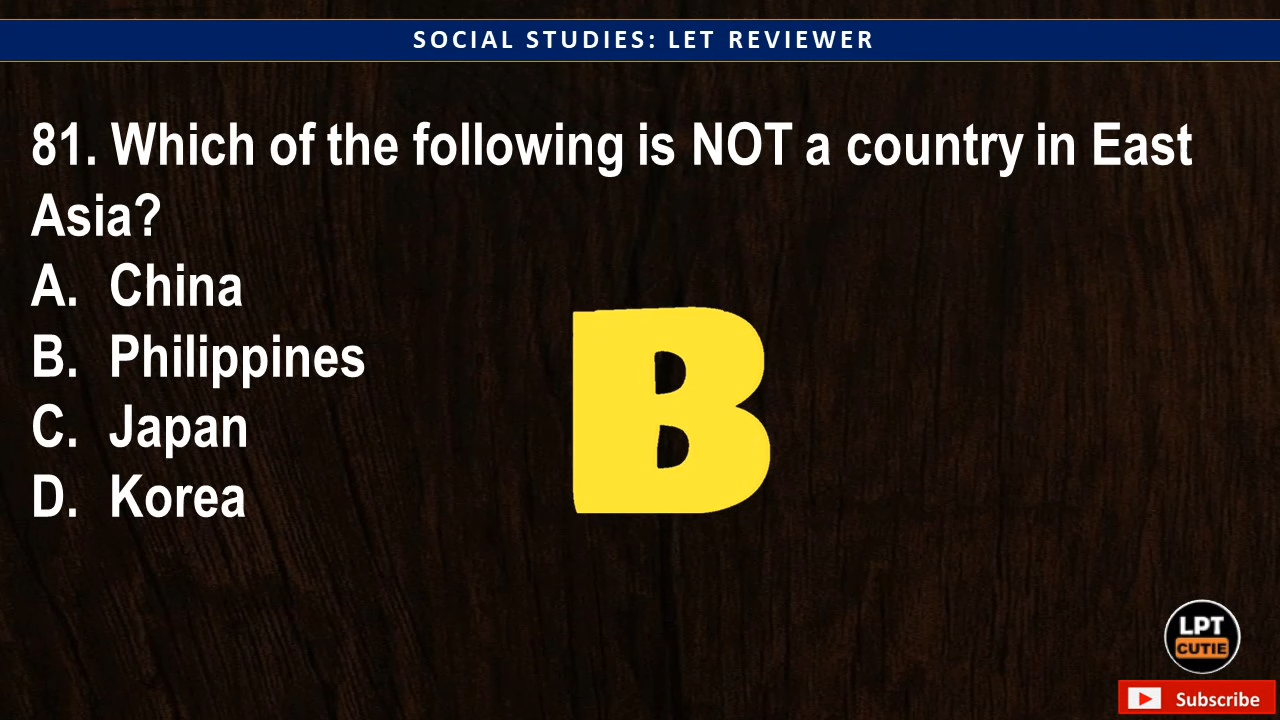 SOCIAL STUDIES: LET REVIEWER
81. Which of the following is NOT a country in East
Asia?
A. China
B. Philippines
C. Japan
D. Korea
B
LPT
CUTIE
Subscribe